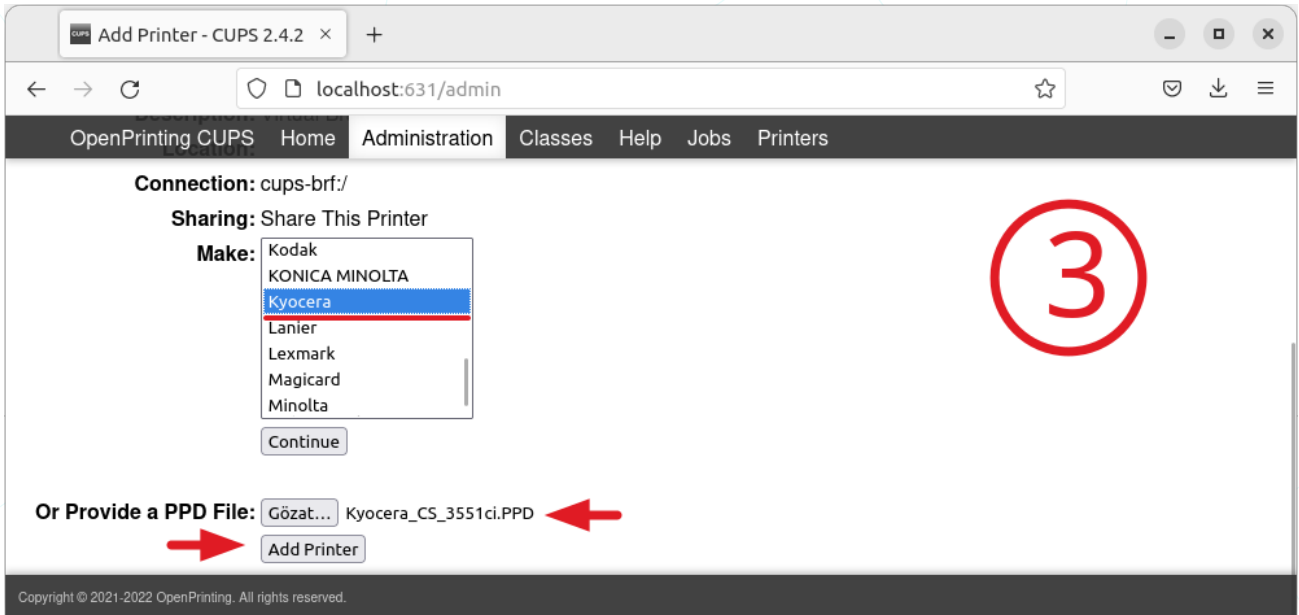 Add Printer - CUPS 2.4.2 × +
localhost:631/admin
OpenPrinting CUPS Home Administration Classes Help Jobs Printers
Location:
Connection: cups-brf:/
Sharing: Share This Printer
Make: Kodak
KONICA MINOLTA
Kyocera
Lanier
Lexmark
Magicard
Minolta
Continue
3
Or Provide a PPD File: Gözat... Kyocera_CS_3551ci.PPD
Add Printer
Copyright © 2021-2022 OpenPrinting. All rights reserved.